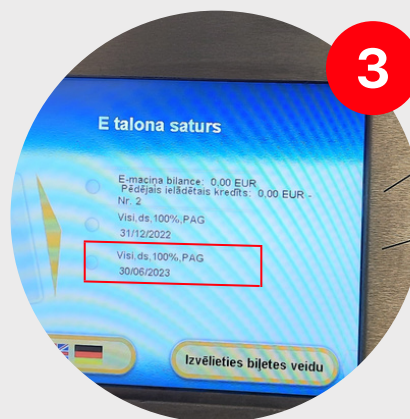 3
E talona saturs
E-maciņa bilance: 0,00 EUR
Pēdējais ielādētais kredīts: 0,00 EUR -
Nr. 2
Visi.ds,100%,PAG
31/12/2022
Visi.ds,100%,PAG
30/06/2023
Izvēlieties biļetes veidu